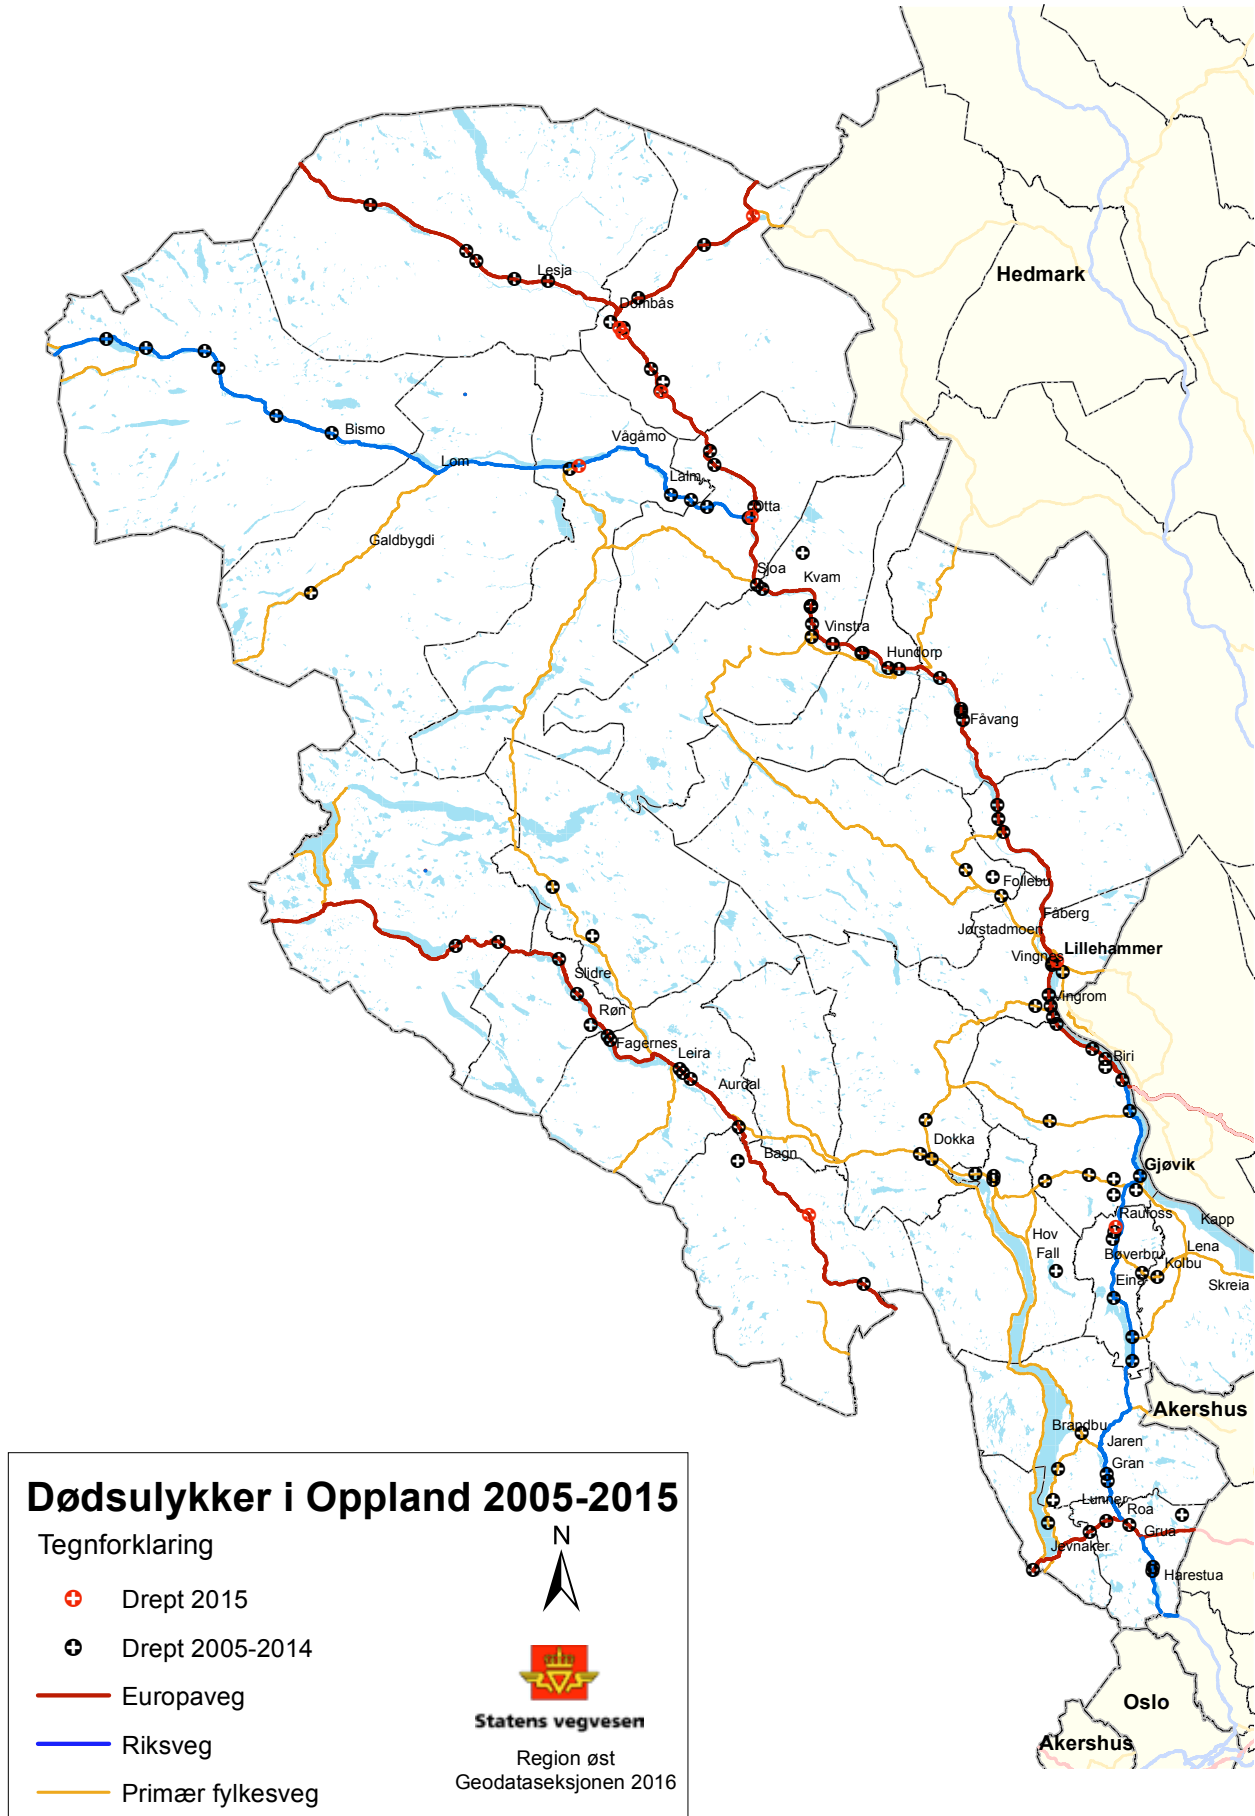 Hedmark
Lesja
Dombås
Bismo
Vågåmo
Lom
Lalm
Otta
Galdbygdi
Sjoa
Kvam
Vinstra
Hundorp
Fåvang
Follebu
Fåberg
Jørstadmoen
Lillehammer
Vingnes
Slidre
Vingrom
Røn
Fagernes
Leira
Biri
Aurdal
Dokka
Bagn
Gjøvik
Raufoss
Kapp
Hov
Lena
Fall
Bøverbru
Kolbu
Eina
Skreia
Akershus
Brandbu
Jaren
Gran
Lunner
Roa
Grua
Jevnaker
Harestua
Oslo
Akershus
Dødsulykker i Oppland 2005-2015
Tegnforklaring
N
Drept 2015
Drept 2005-2014
Europaveg
Riksveg
Primær fylkesveg
Statens vegvesen
Region øst
Geodataseksjonen 2016